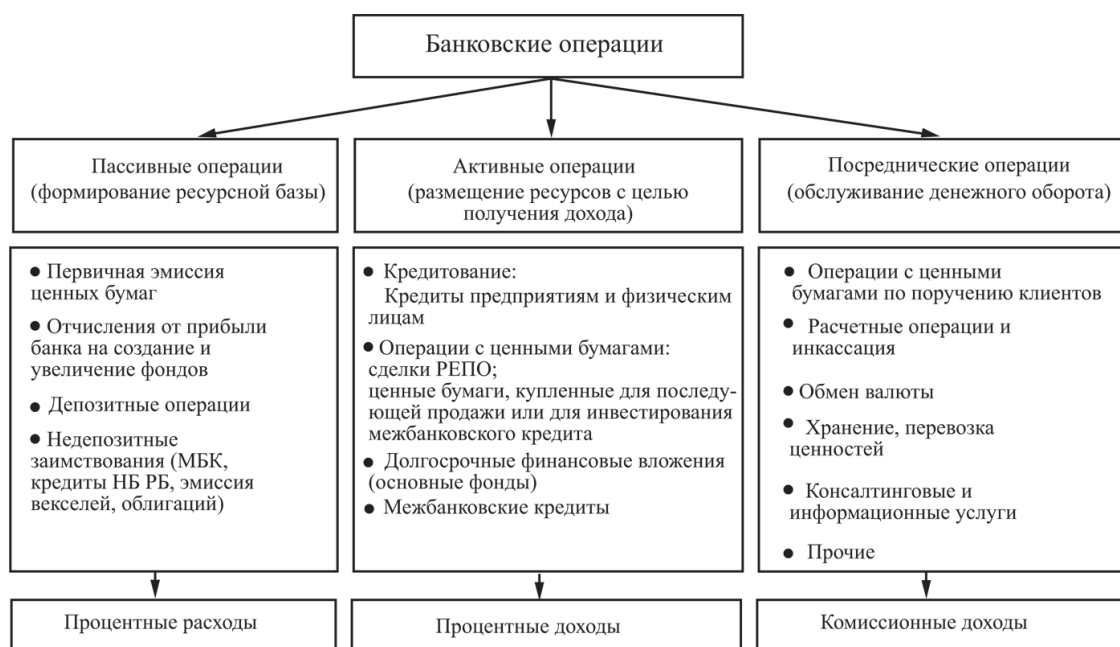 Банковские операции
Пассивные операции
(формирование ресурсной базы)
Активные операции
(размещение ресурсов с целью
получения дохода)
Посреднические операции
(обслуживание денежного оборота)
● Первичная эмиссия
ценных бумаг
● Отчисления от прибыли
банка на создание и
увеличение фондов
● Депозитные операции
● Недепозитные
заимствования (МБК,
кредиты НБ РБ, эмиссия
векселей, облигаций)
● Кредитование:
Кредиты предприятиям и физическим
лицам
● Операции с ценными бумагами:
сделки РЕПО;
ценные бумаги, купленные для последу-
ющей продажи или для инвестирования
межбанковского кредита
● Долгосрочные финансовые вложения
(основные фонды)
● Межбанковские кредиты
● Операции с ценными
бумагами по поручению клиентов
● Расчетные операции и
инкассация
● Обмен валюты
● Хранение, перевозка
ценностей
● Консалтинговые и
информационные услуги
● Прочие
Процентные расходы
Процентные доходы
Комиссионные доходы